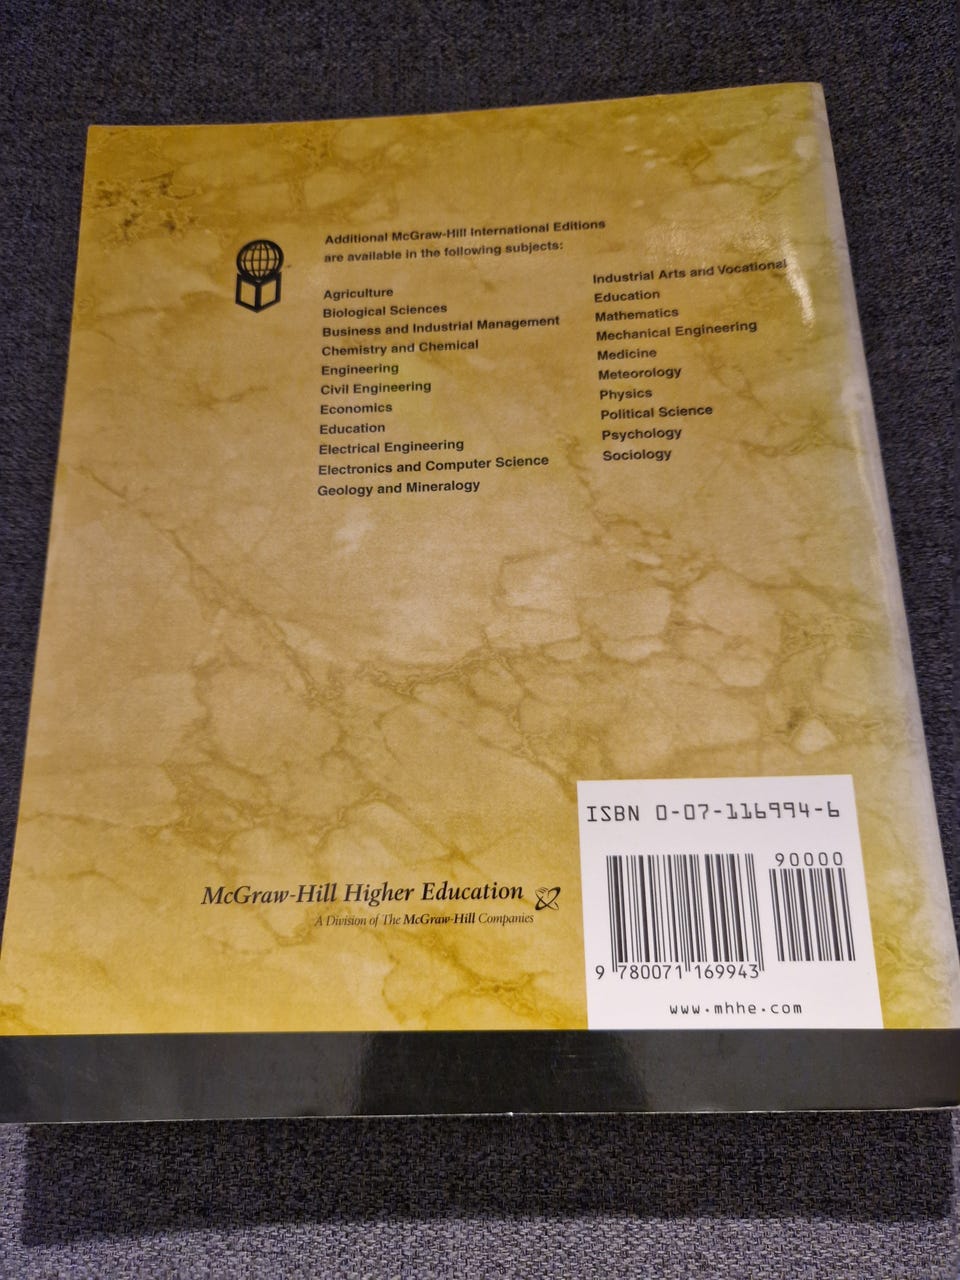 Additional McGraw-Hill International Editions
are available in the following subjects:
Agriculture
Biological Sciences
Business and Industrial Management
Chemistry and Chemical
Engineering
Civil Engineering
Economics
Education
Electrical Engineering
Electronics and Computer Science
Geology and Mineralogy
Industrial Arts and Vocational
Education
Mathematics
Mechanical Engineering
Medicine
Meteorology
Physics
Political Science
Psychology
Sociology
McGraw-Hill Higher Education
A Division of The McGraw-Hill Companies
ISBN 0-07-116994-6
90000
9 780071 169943
www.mhhe.com